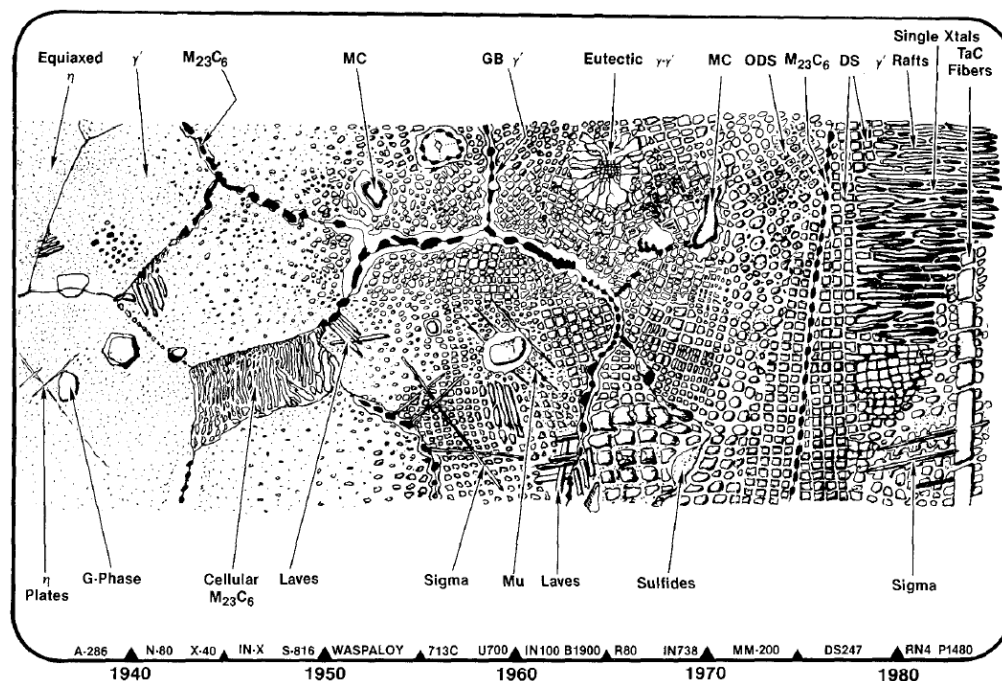 Single Xtals
Equiaxed γ′ M23C6 MC GB γ′ Eutectic γ-γ′ MC ODS M23C6 DS γ′ Rafts TaC
η Fibers
η G-Phase Cellular Laves Sigma Mu Laves Sulfides Sigma
Plates M23C6
A-286 N-80 X-40 IN-X S-816 WASPALOY 713C U700 IN100 B1900 R80 IN738 MM-200 DS247 RN4 P1480
1940 1950 1960 1970 1980